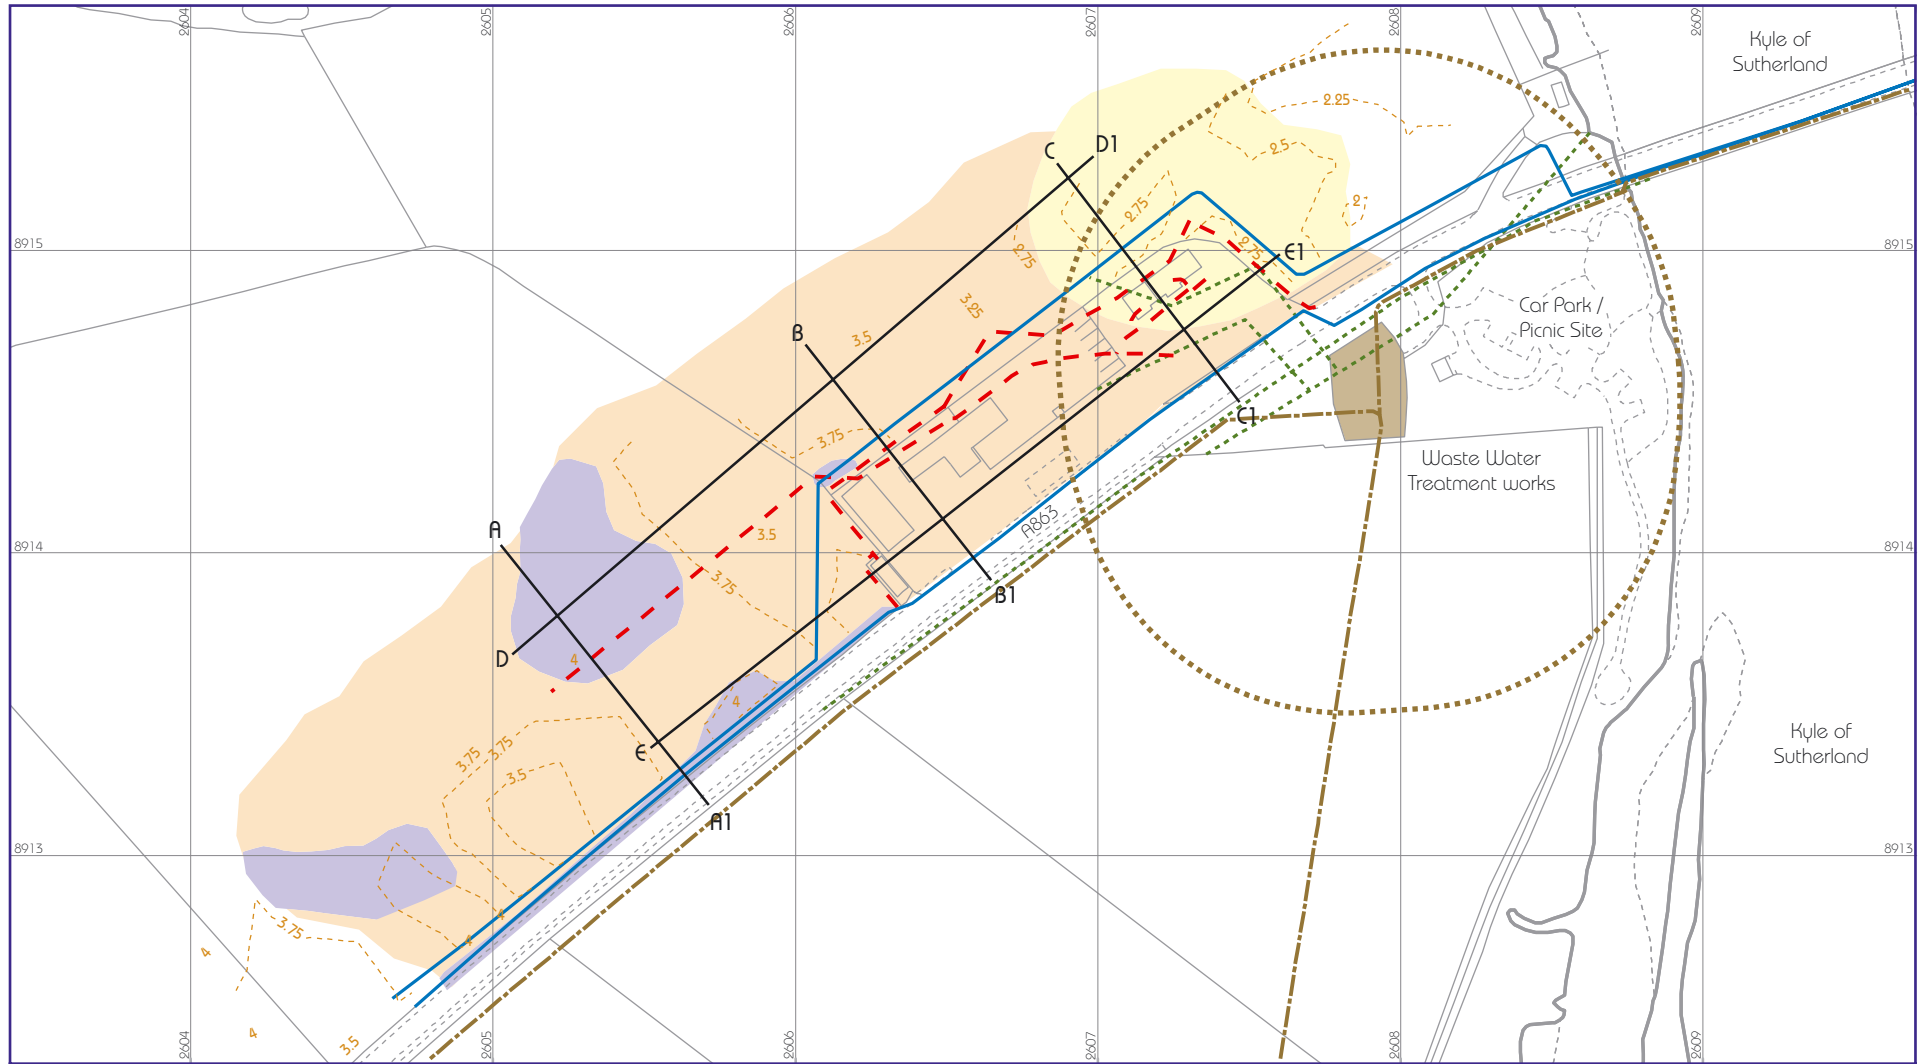 2604
2605
2606
2607
2608
2609
Kyle of
Sutherland
2.25
2.5
C
D1
2.75
2
8915
2.75
2.75
E1
8915
3.25
Car Park /
Picnic Site
B
3.5
C1
3.75
Waste Water
Treatment works
A
3.5
A863
8914
8914
3.75
B1
D
4
4
E
Kyle of
Sutherland
3.75
3.75
3.5
A1
8913
8913
4
3.75
4
4
4
3.5
2604
2605
2606
2607
2608
2609